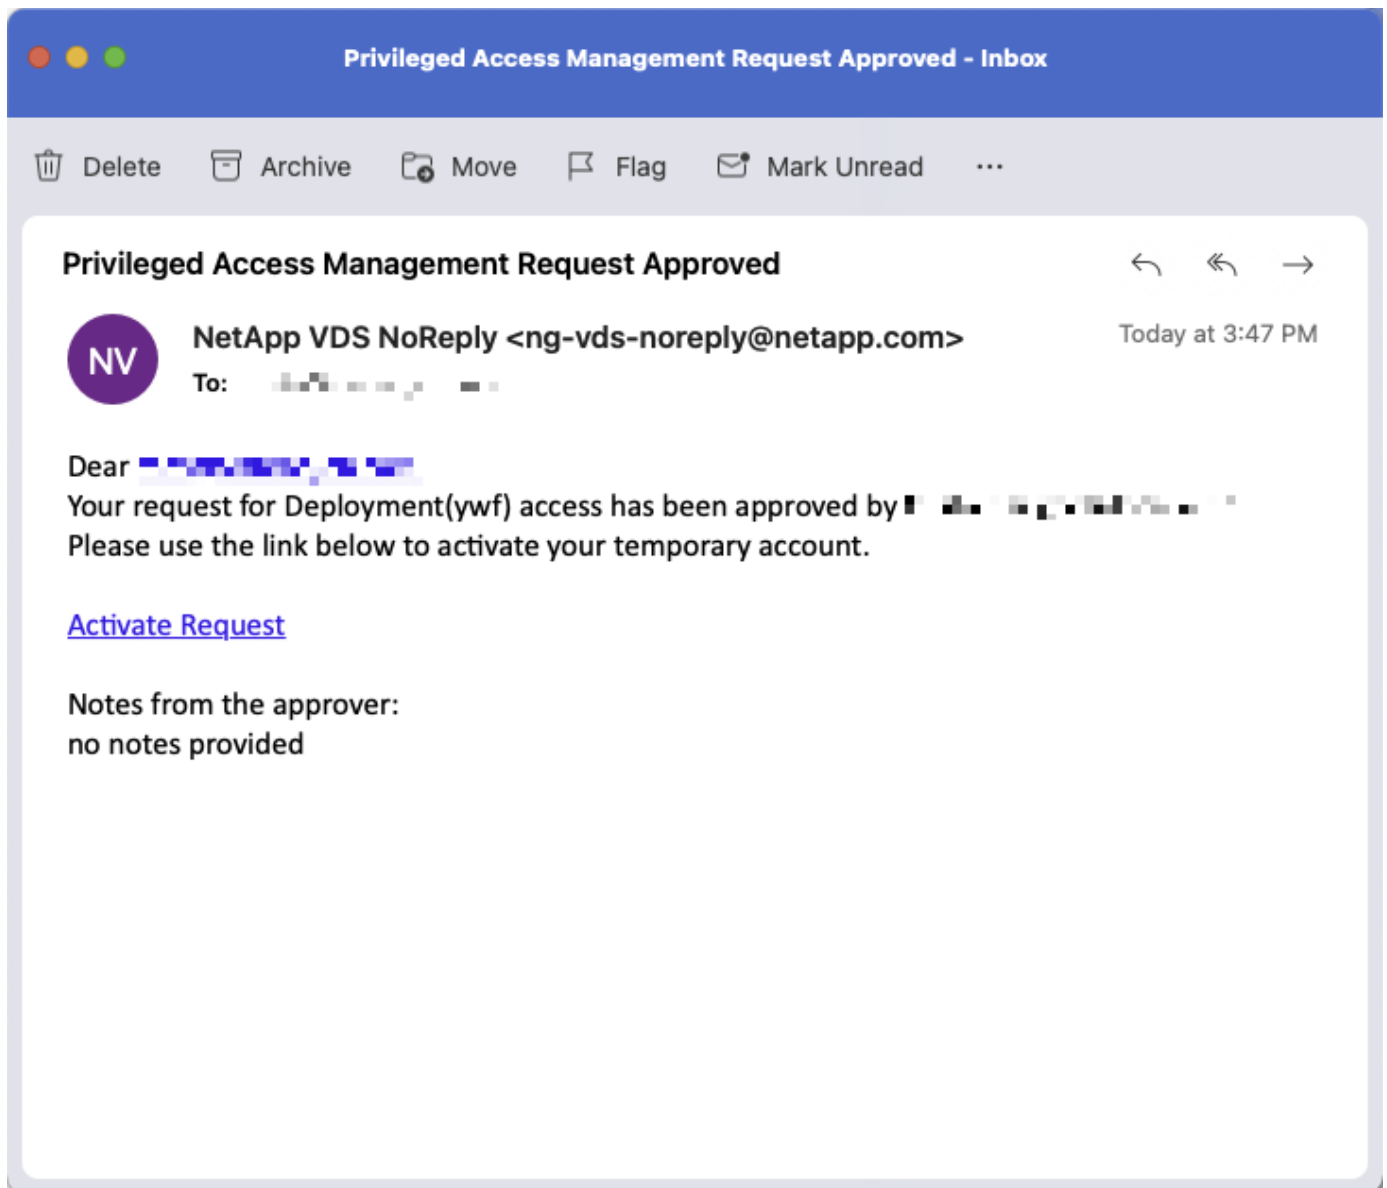 Privileged Access Management Request Approved - Inbox
Delete Archive Move Flag Mark Unread ...
Privileged Access Management Request Approved
NV
NetApp VDS NoReply <ng-vds-noreply@netapp.com>
Today at 3:47 PM
To:
Dear
Your request for Deployment(ywf) access has been approved by
Please use the link below to activate your temporary account.
Activate Request
Notes from the approver:
no notes provided